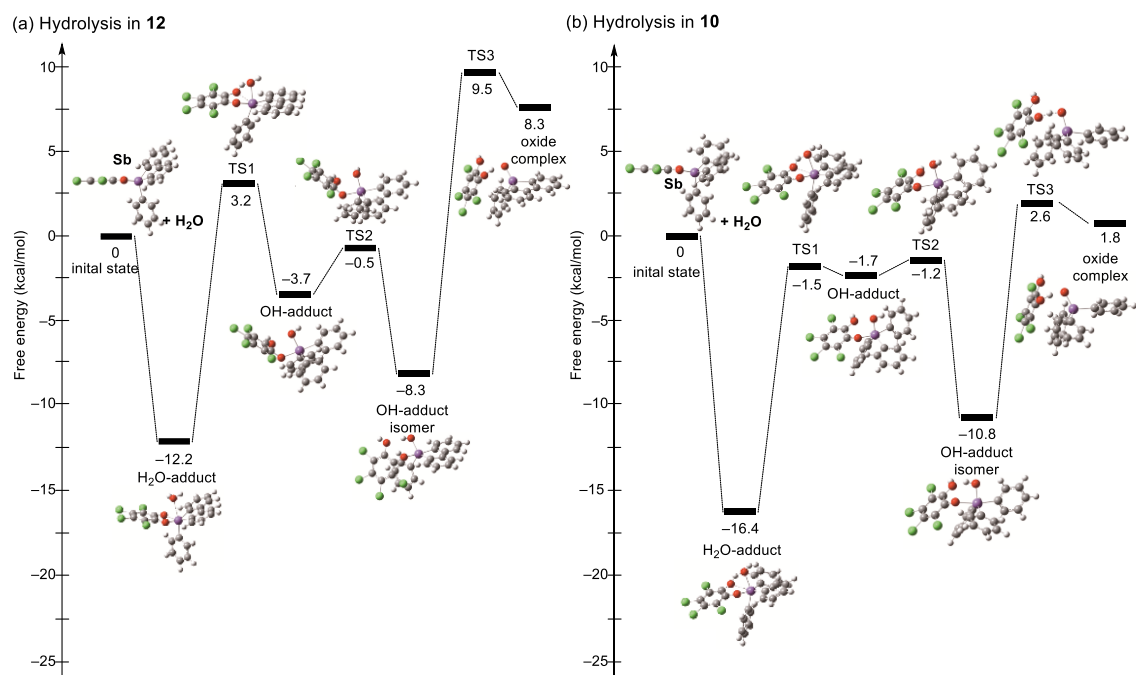 (a) Hydrolysis in 12
Free energy (kcal/mol)
10
5
0
−5
−10
−15
−20
−25
Sb
+ H2O
0
inital state
−12.2
H2O-adduct
TS1
3.2
−3.7
OH-adduct
TS2
−0.5
−8.3
OH-adduct
isomer
TS3
9.5
8.3
oxide
complex
(b) Hydrolysis in 10
Free energy (kcal/mol)
10
5
0
−5
−10
−15
−20
−25
Sb
+ H2O
0
inital state
−16.4
H2O-adduct
TS1
−1.5
−1.7
OH-adduct
TS2
−1.2
−10.8
OH-adduct
isomer
TS3
2.6
1.8
oxide
complex